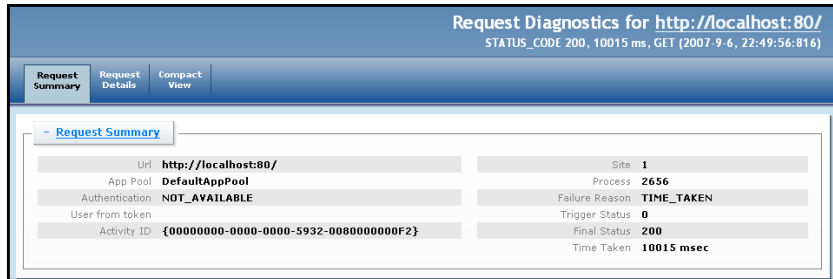 Request Diagnostics for http://localhost:80/
STATUS_CODE 200, 10015 ms, GET (2007-9-6, 22:49:56:816)
Request Summary
Request Details
Compact View
− Request Summary
Url http://localhost:80/
App Pool DefaultAppPool
Authentication NOT_AVAILABLE
User from token
Activity ID {00000000-0000-0000-5932-0080000000F2}
Site 1
Process 2656
Failure Reason TIME_TAKEN
Trigger Status 0
Final Status 200
Time Taken 10015 msec